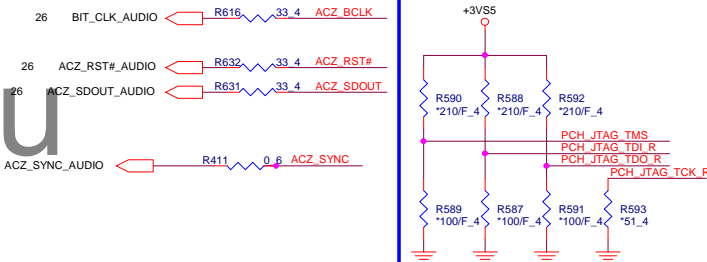 26 BIT_CLK_AUDIO R616 33_4 ACZ_BCLK
26 ACZ_RST#_AUDIO R632 33_4 ACZ_RST#
26 ACZ_SDOUT_AUDIO R631 33_4 ACZ_SDOUT
u
ACZ_SYNC_AUDIO R411 0_6 ACZ_SYNC
+3VS5
R590 R588 R592
*210/F_4 *210/F_4 *210/F_4
PCH_JTAG_TMS
PCH_JTAG_TDI_R
PCH_JTAG_TDO_R
PCH_JTAG_TCK_R
R589 R587 R591 R593
*100/F_4 *100/F_4 *100/F_4 *51_4